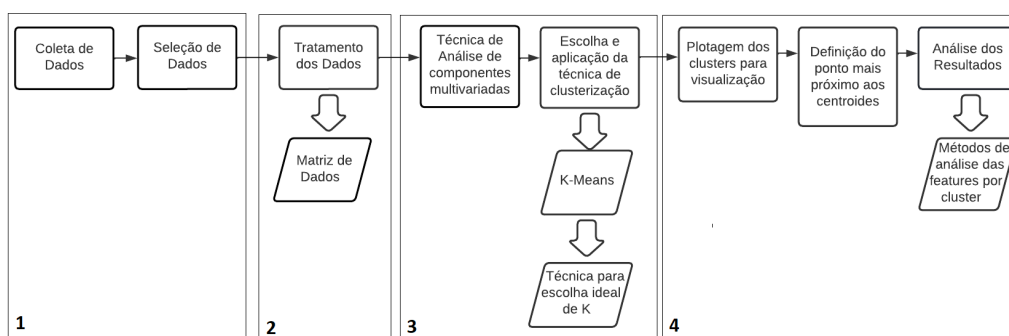 Coleta de
Dados
Seleção de
Dados
Tratamento
dos Dados
Matriz de
Dados
Técnica de
Análise de
componentes
multivariadas
Escolha e
aplicação da
técnica de
clusterização
K-Means
Técnica para
escolha ideal
de K
Plotagem dos
clusters para
visualização
Definição do
ponto mais
próximo aos
centroides
Análise dos
Resultados
Métodos de
análise das
features por
cluster
1
2
3
4